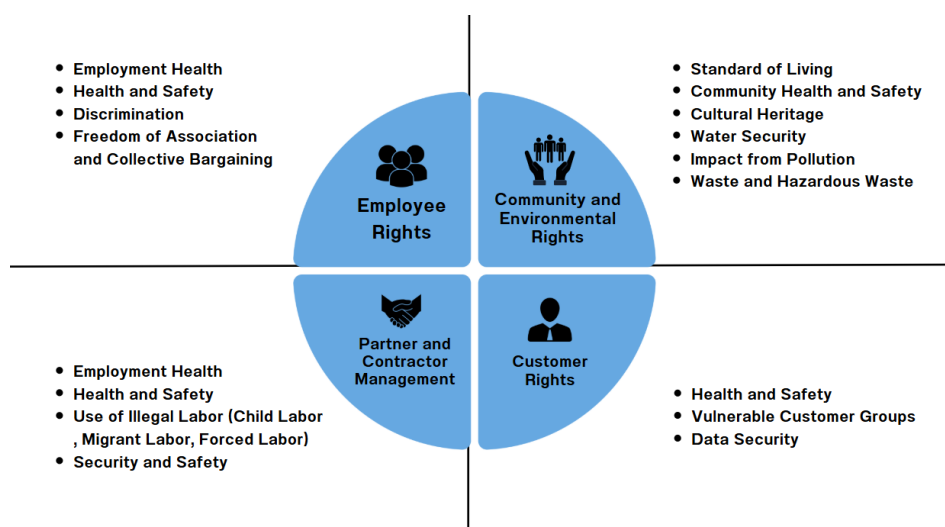 • Employment Health
• Health and Safety
• Discrimination
• Freedom of Association
and Collective Bargaining
Employee
Rights
• Standard of Living
• Community Health and Safety
• Cultural Heritage
• Water Security
• Impact from Pollution
• Waste and Hazardous Waste
Community and
Environmental
Rights
• Employment Health
• Health and Safety
• Use of Illegal Labor (Child Labor
, Migrant Labor, Forced Labor)
• Security and Safety
Partner and
Contractor
Management
Customer
Rights
• Health and Safety
• Vulnerable Customer Groups
• Data Security